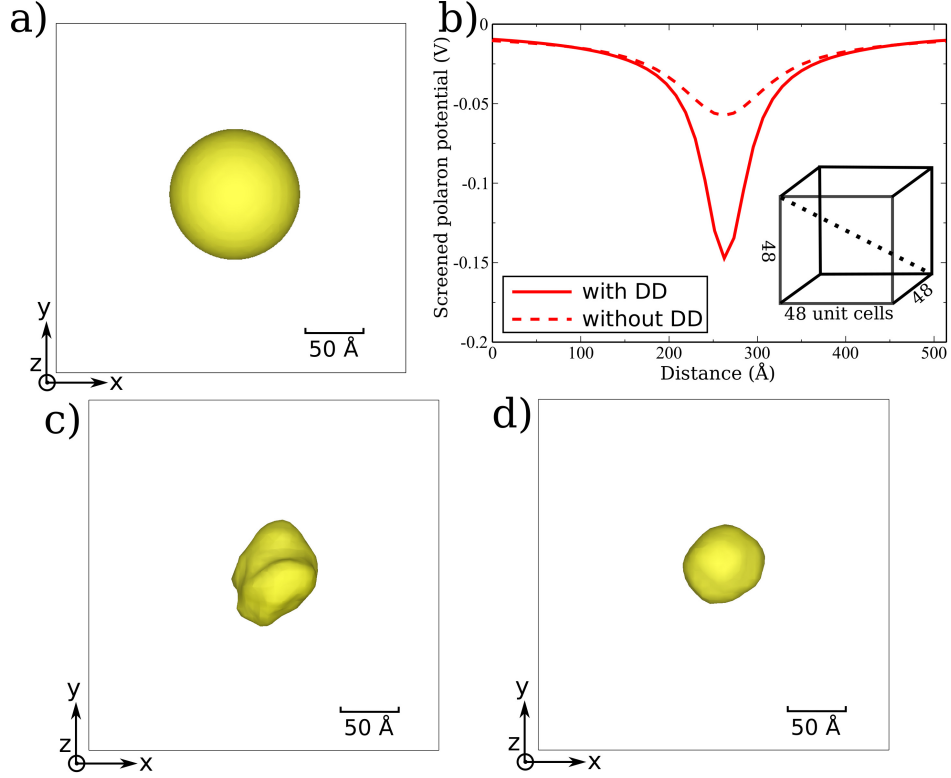 a)
y
z
x
50 Å
b)
Screened polaron potential (V)
0
-0.05
-0.1
-0.15
-0.2
0
100
200
300
400
500
Distance (Å)
with DD
without DD
48
48
48 unit cells
c)
y
z
x
50 Å
d)
y
z
x
50 Å